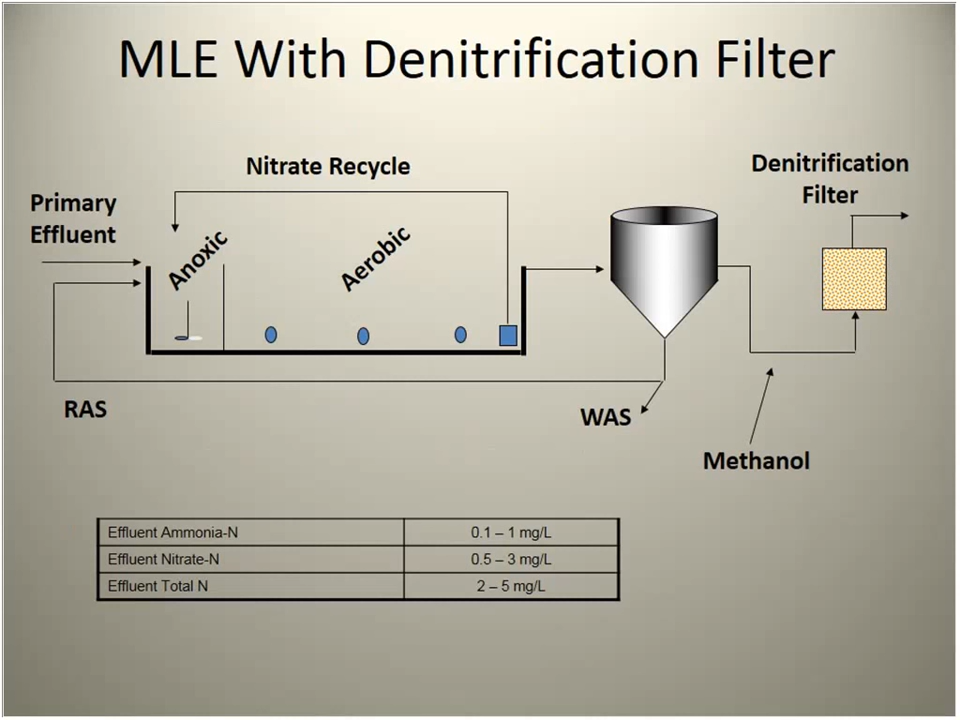 MLE With Denitrification Filter
Nitrate Recycle
Denitrification
Filter
Primary
Effluent
Anoxic
Aerobic
RAS
WAS
Methanol
Effluent Ammonia-N 0.1 – 1 mg/L
Effluent Nitrate-N 0.5 – 3 mg/L
Effluent Total N 2 – 5 mg/L